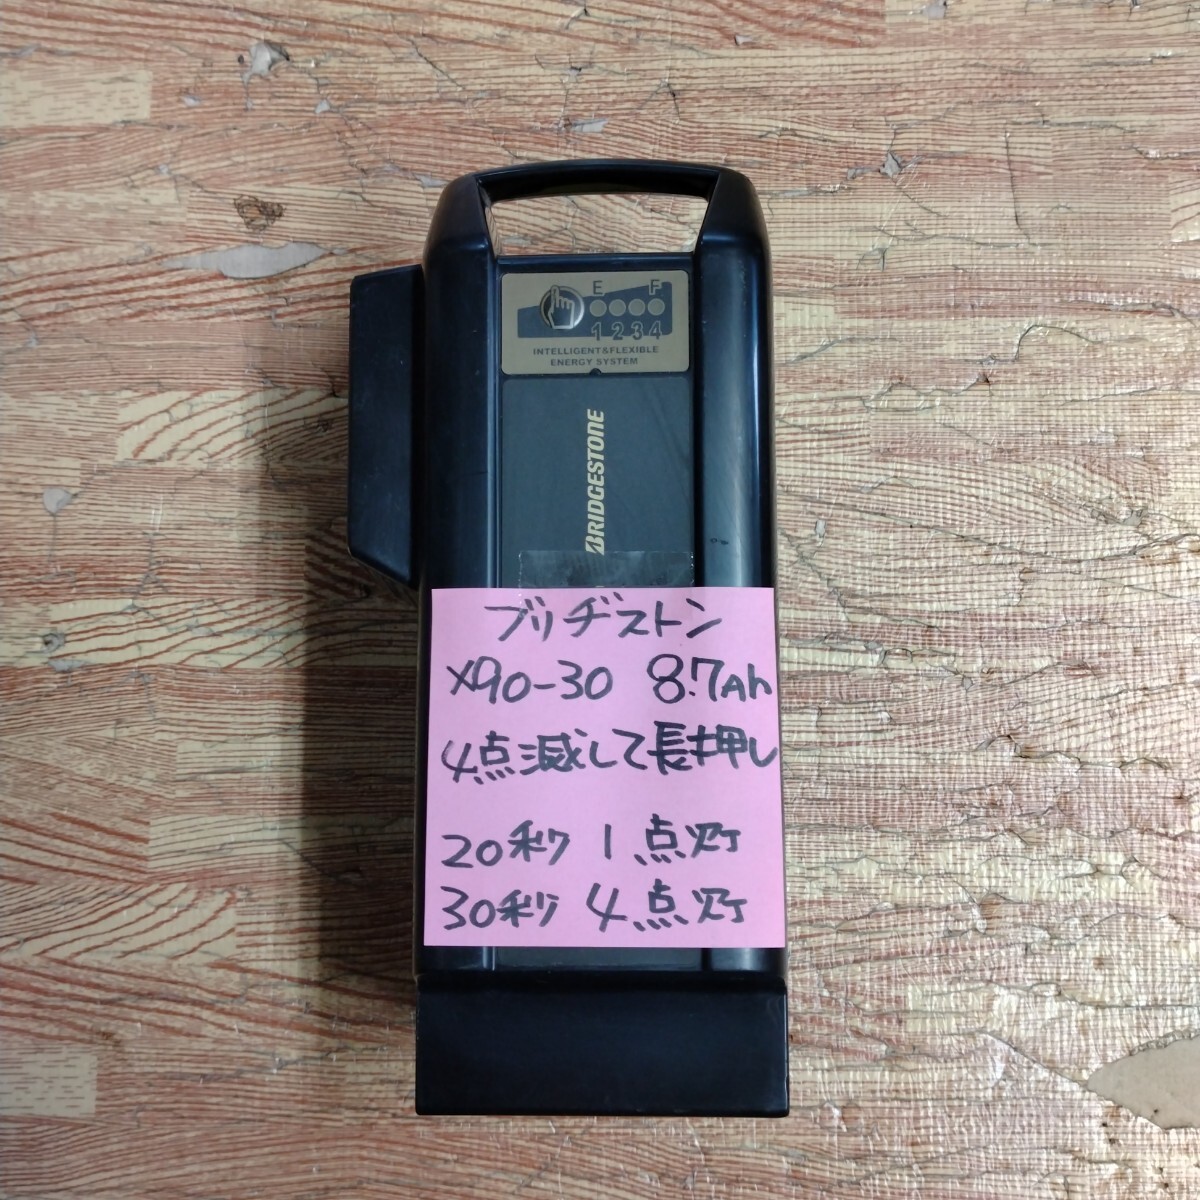 E F
1 2 3 4
INTELLIGENT&FLEXIBLE
ENERGY SYSTEM
BRIDGESTONE
ブリヂストン
X90-30 8.7Ah
4点滅して長押し
20秒 1点灯
30秒 4点灯